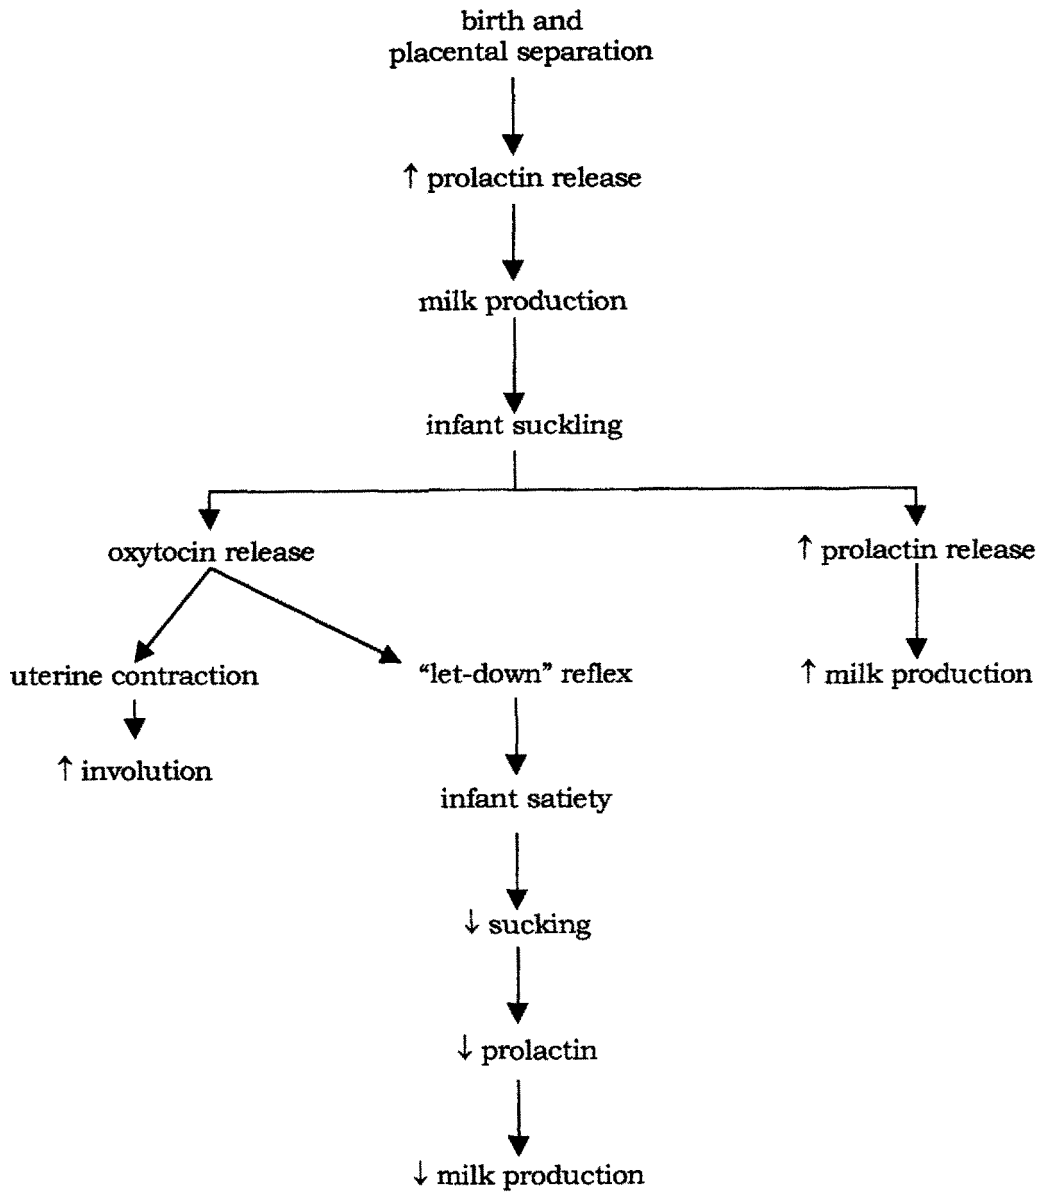 birth and
placental separation
↑ prolactin release
milk production
infant suckling
oxytocin release
↑ prolactin release
uterine contraction
“let-down” reflex
↑ milk production
↑ involution
infant satiety
↓ sucking
↓ prolactin
↓ milk production